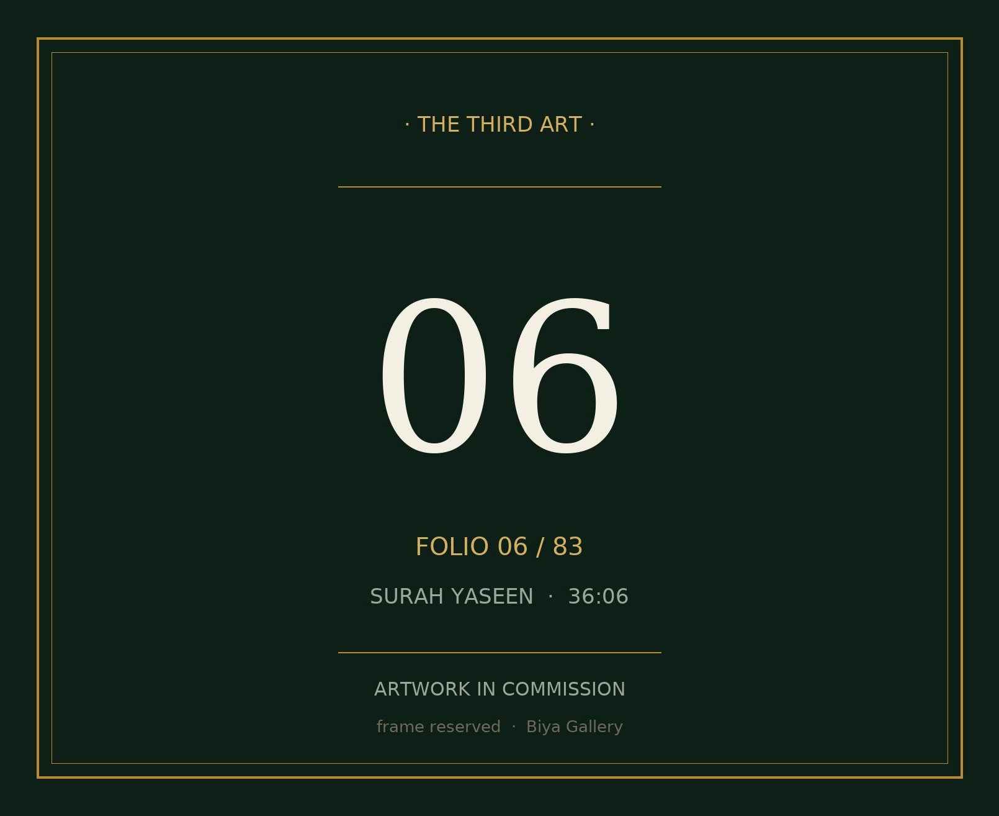 · THE THIRD ART ·
06
FOLIO 06 / 83
SURAH YASEEN · 36:06
ARTWORK IN COMMISSION
frame reserved · Biya Gallery